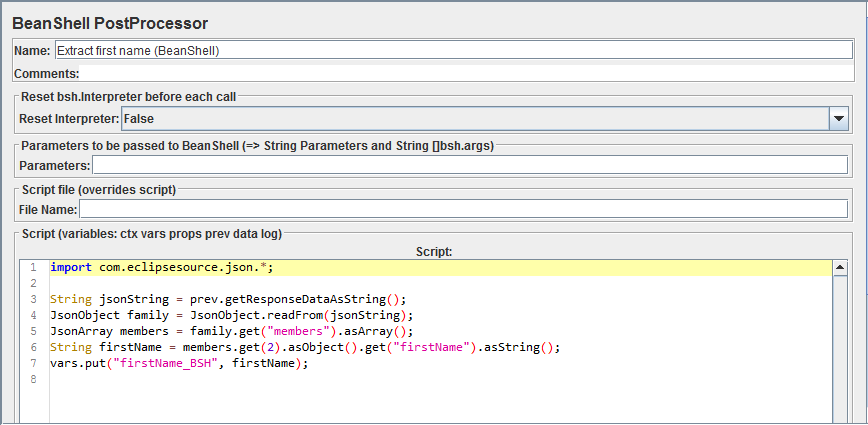 BeanShell PostProcessor
Name: Extract first name (BeanShell)
Comments:
Reset bsh.Interpreter before each call
Reset Interpreter: False
Parameters to be passed to BeanShell (=> String Parameters and String []bsh.args)
Parameters:
Script file (overrides script)
File Name:
Script (variables: ctx vars props prev data log)
Script:
1 import com.eclipsesource.json.*;
2
3 String jsonString = prev.getResponseDataAsString();
4 JsonObject family = JsonObject.readFrom(jsonString);
5 JsonArray members = family.get("members").asArray();
6 String firstName = members.get(2).asObject().get("firstName").asString();
7 vars.put("firstName_BSH", firstName);
8